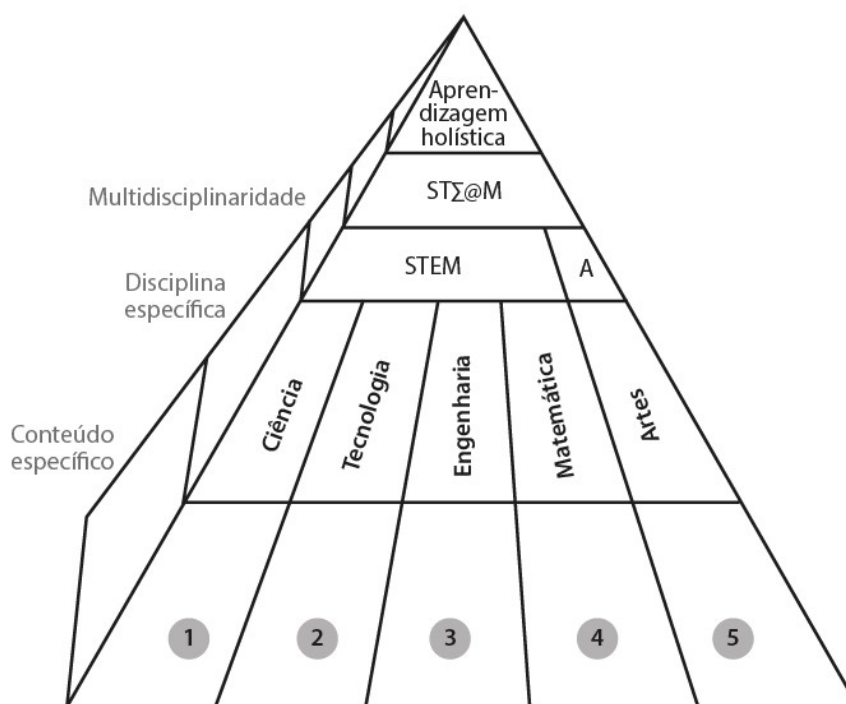 Apren-
dizagem
holística
Multidisciplinaridade
ST∑@M
STEM
A
Disciplina
específica
Ciência
Tecnologia
Engenharia
Matemática
Artes
Conteúdo
específico
1
2
3
4
5